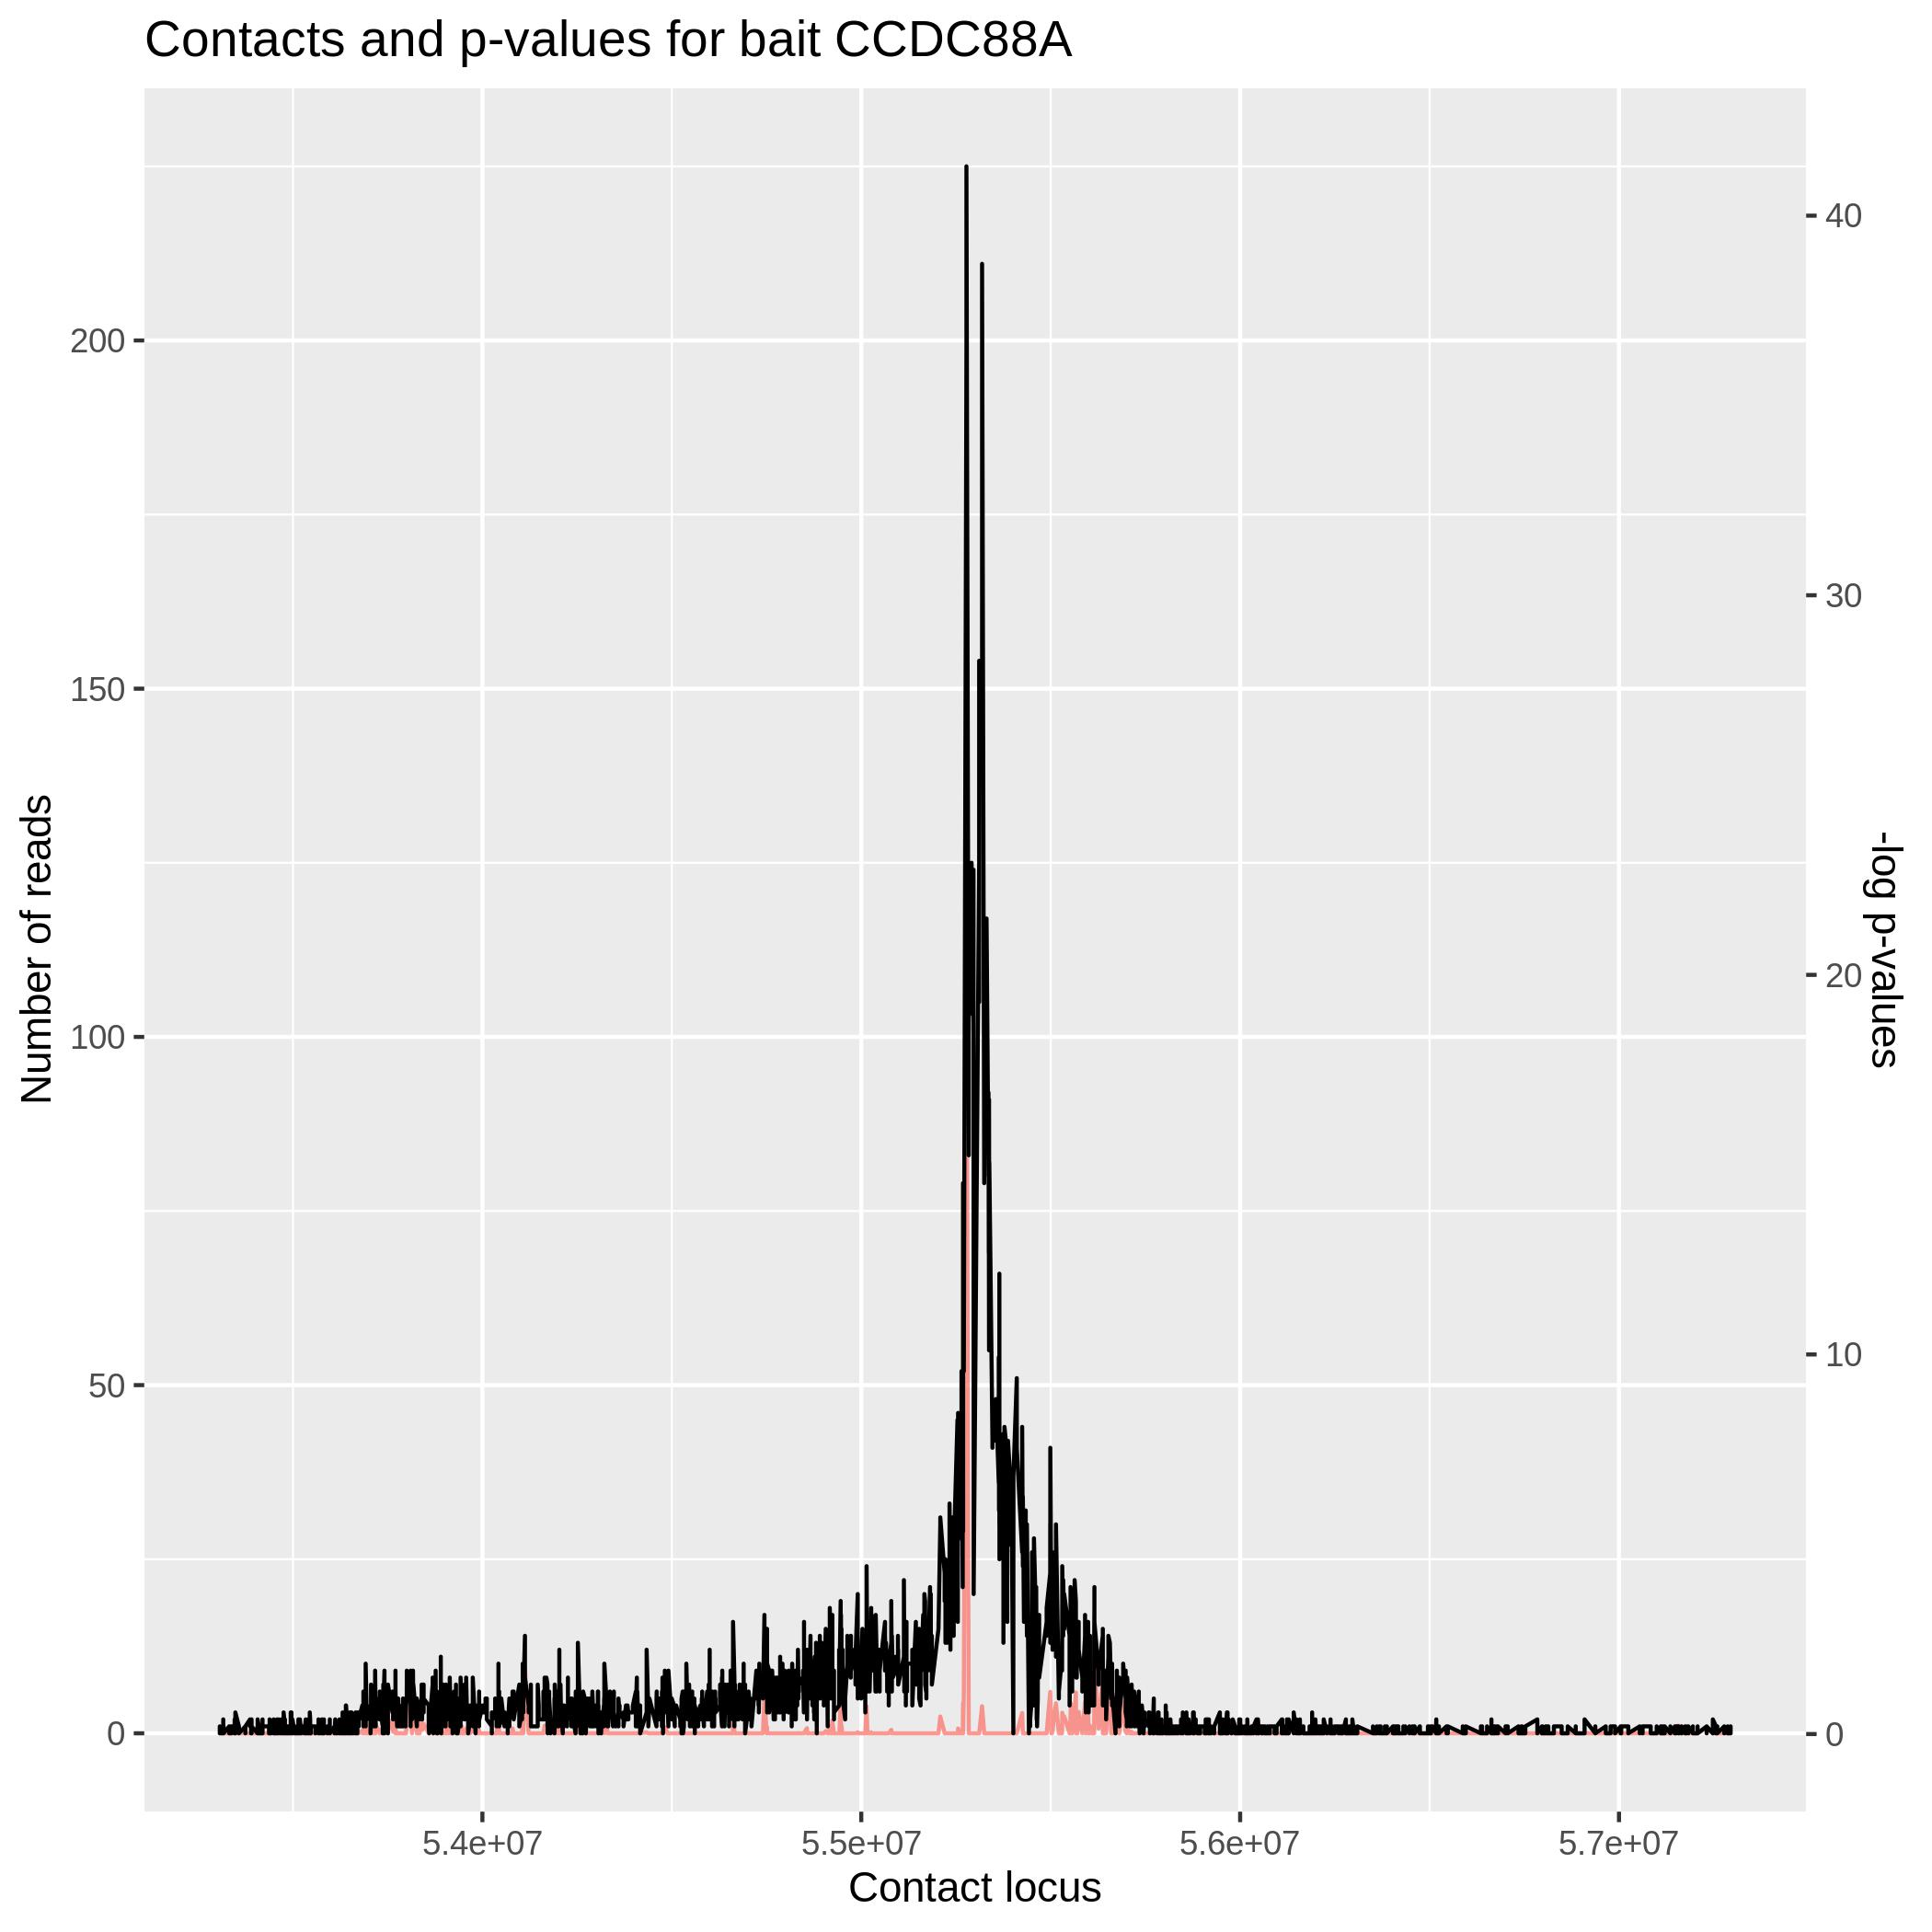 Contacts and p-values for bait CCDC88A
Number of reads
200
150
100
50
0
40
30
20
10
0
-log p-values
5.4e+07 5.5e+07 5.6e+07 5.7e+07
Contact locus